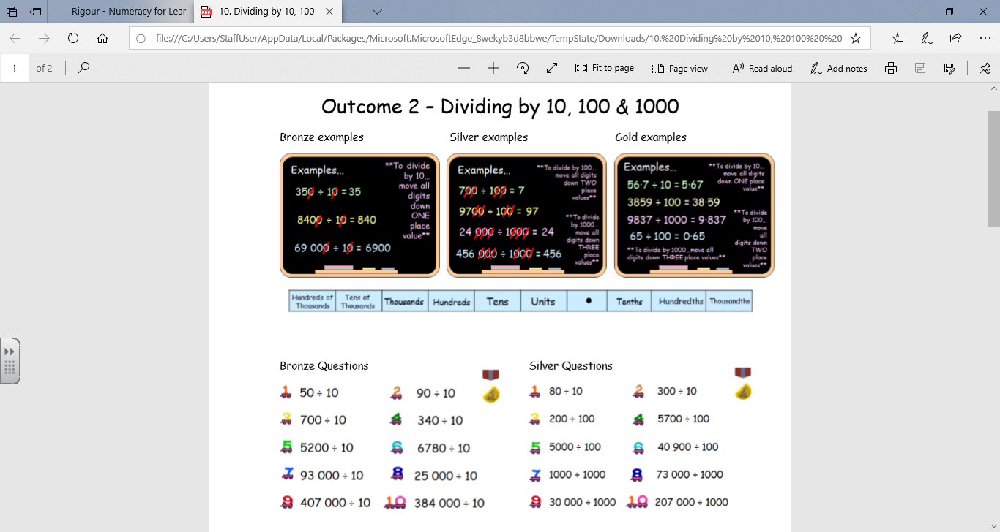 Rigour - Numeracy for Lear
10. Dividing by 10, 100
file:///C:/Users/StaffUser/AppData/Local/Packages/Microsoft.MicrosoftEdge_8wekyb3d8bbwe/TempState/Downloads/10.%20Dividing%20by%2010,%20100%20%20
1 of 2
Fit to page
Page view
Read aloud
Add notes
Outcome 2 – Dividing by 10, 100 & 1000
Bronze examples
Examples...
350 ÷ 10 = 35
8400 ÷ 10 = 840
69 000 ÷ 10 = 6900
**To divide
by 10...
move all
digits
down
ONE
place
value**
Silver examples
Examples...
700 ÷ 100 = 7
9700 ÷ 100 = 97
24 000 ÷ 1000 = 24
456 000 ÷ 1000 = 456
**To divide by 100...
move all digits
down TWO
place
values**
**To divide
by 1000...
move all
digits down
THREE
place
values**
Gold examples
Examples...
56·7 ÷ 10 = 5·67
3859 ÷ 100 = 38·59
9837 ÷ 1000 = 9·837
65 ÷ 100 = 0·65
**To divide by 1000...move all
digits down THREE place values**
**To divide by 10...
move all digits
down ONE place
value**
**To divide
by 100...
move
all
digits down
TWO
place
values**
Hundreds of Thousands
Tens of Thousands
Thousands
Hundreds
Tens
Units
•
Tenths
Hundredths
Thousandths
Bronze Questions
1 50 ÷ 10
2 90 ÷ 10
3 700 ÷ 10
4 340 ÷ 10
5 5200 ÷ 10
6 6780 ÷ 10
7 93 000 ÷ 10
8 25 000 ÷ 10
9 407 000 ÷ 10
10 384 000 ÷ 10
Silver Questions
1 80 ÷ 10
2 300 ÷ 10
3 200 ÷ 100
4 5700 ÷ 100
5 5000 ÷ 100
6 40 900 ÷ 100
7 1000 ÷ 1000
8 73 000 ÷ 1000
9 30 000 ÷ 1000
10 207 000 ÷ 1000